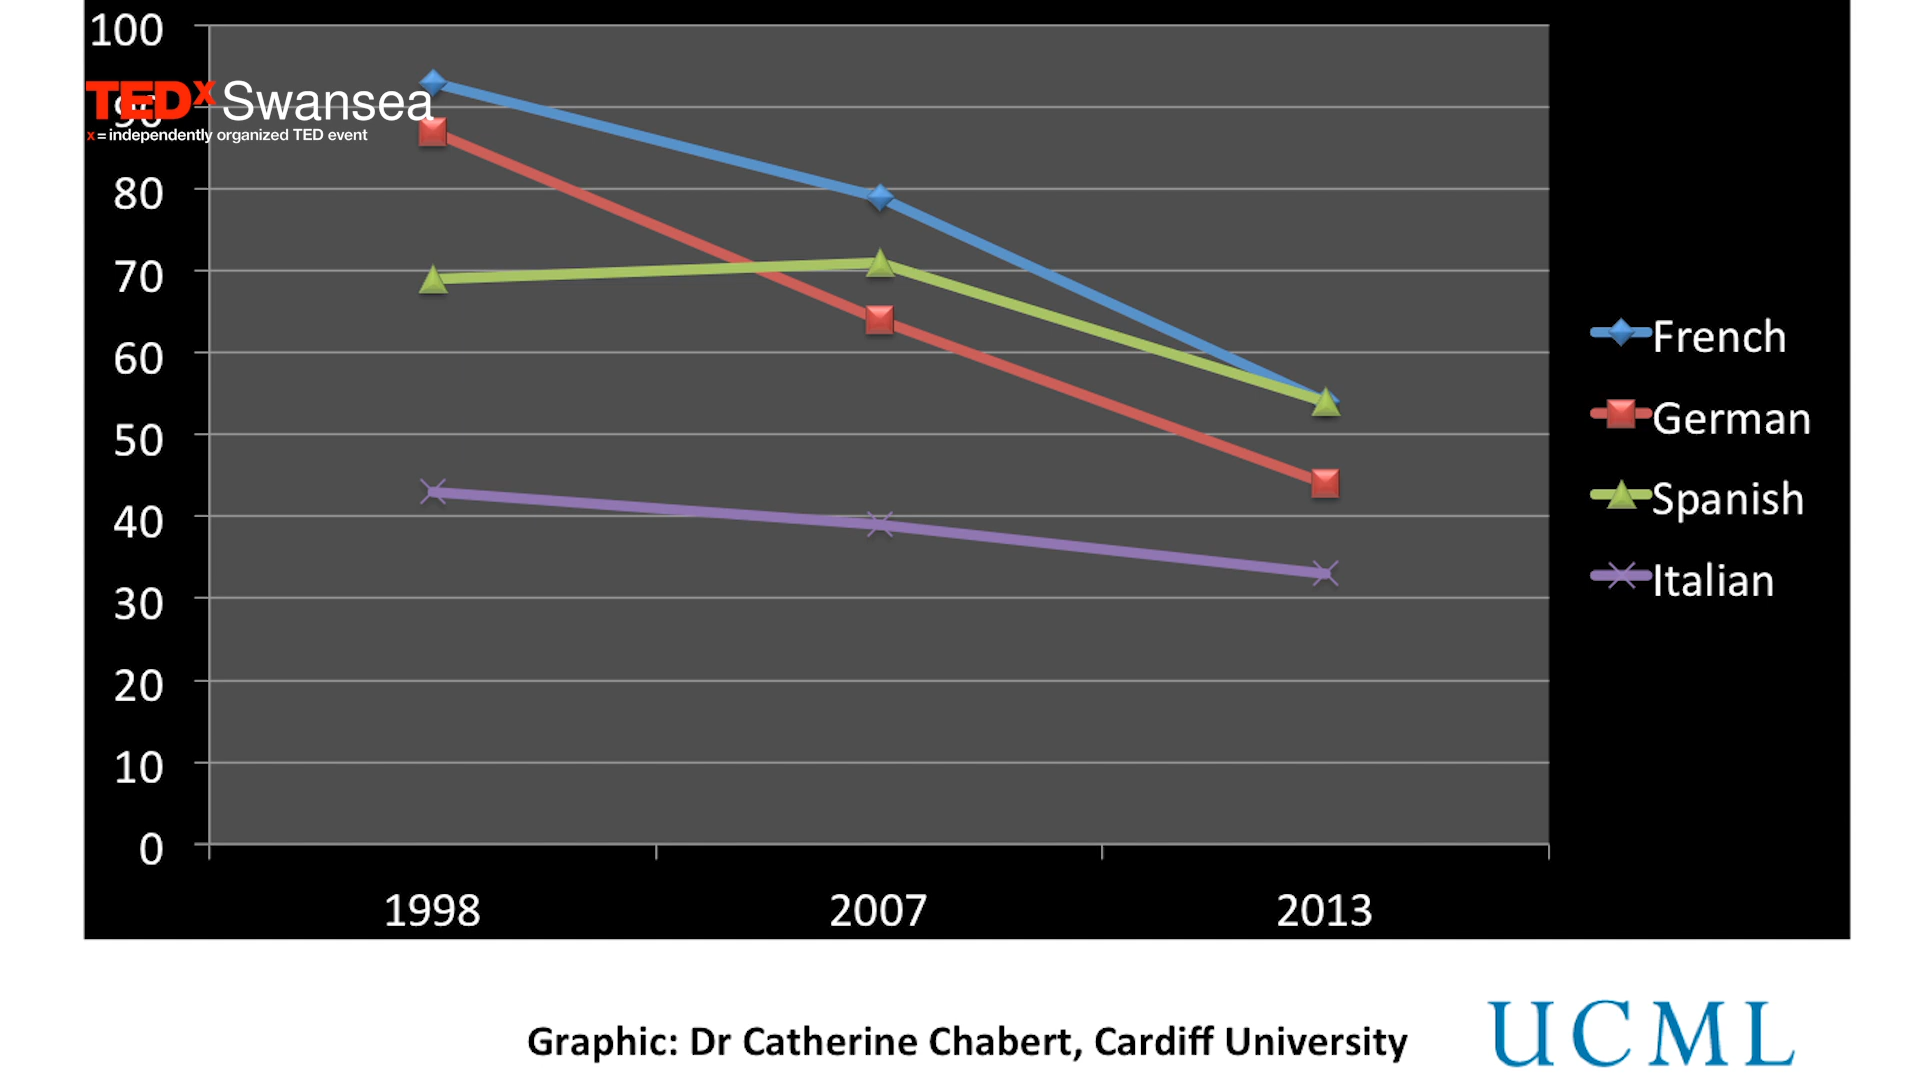 100
TEDx Swansea
x = independently organized TED event
90
80
70
60
50
40
30
20
10
0
1998 2007 2013
French
German
Spanish
Italian
Graphic: Dr Catherine Chabert, Cardiff University
UCML